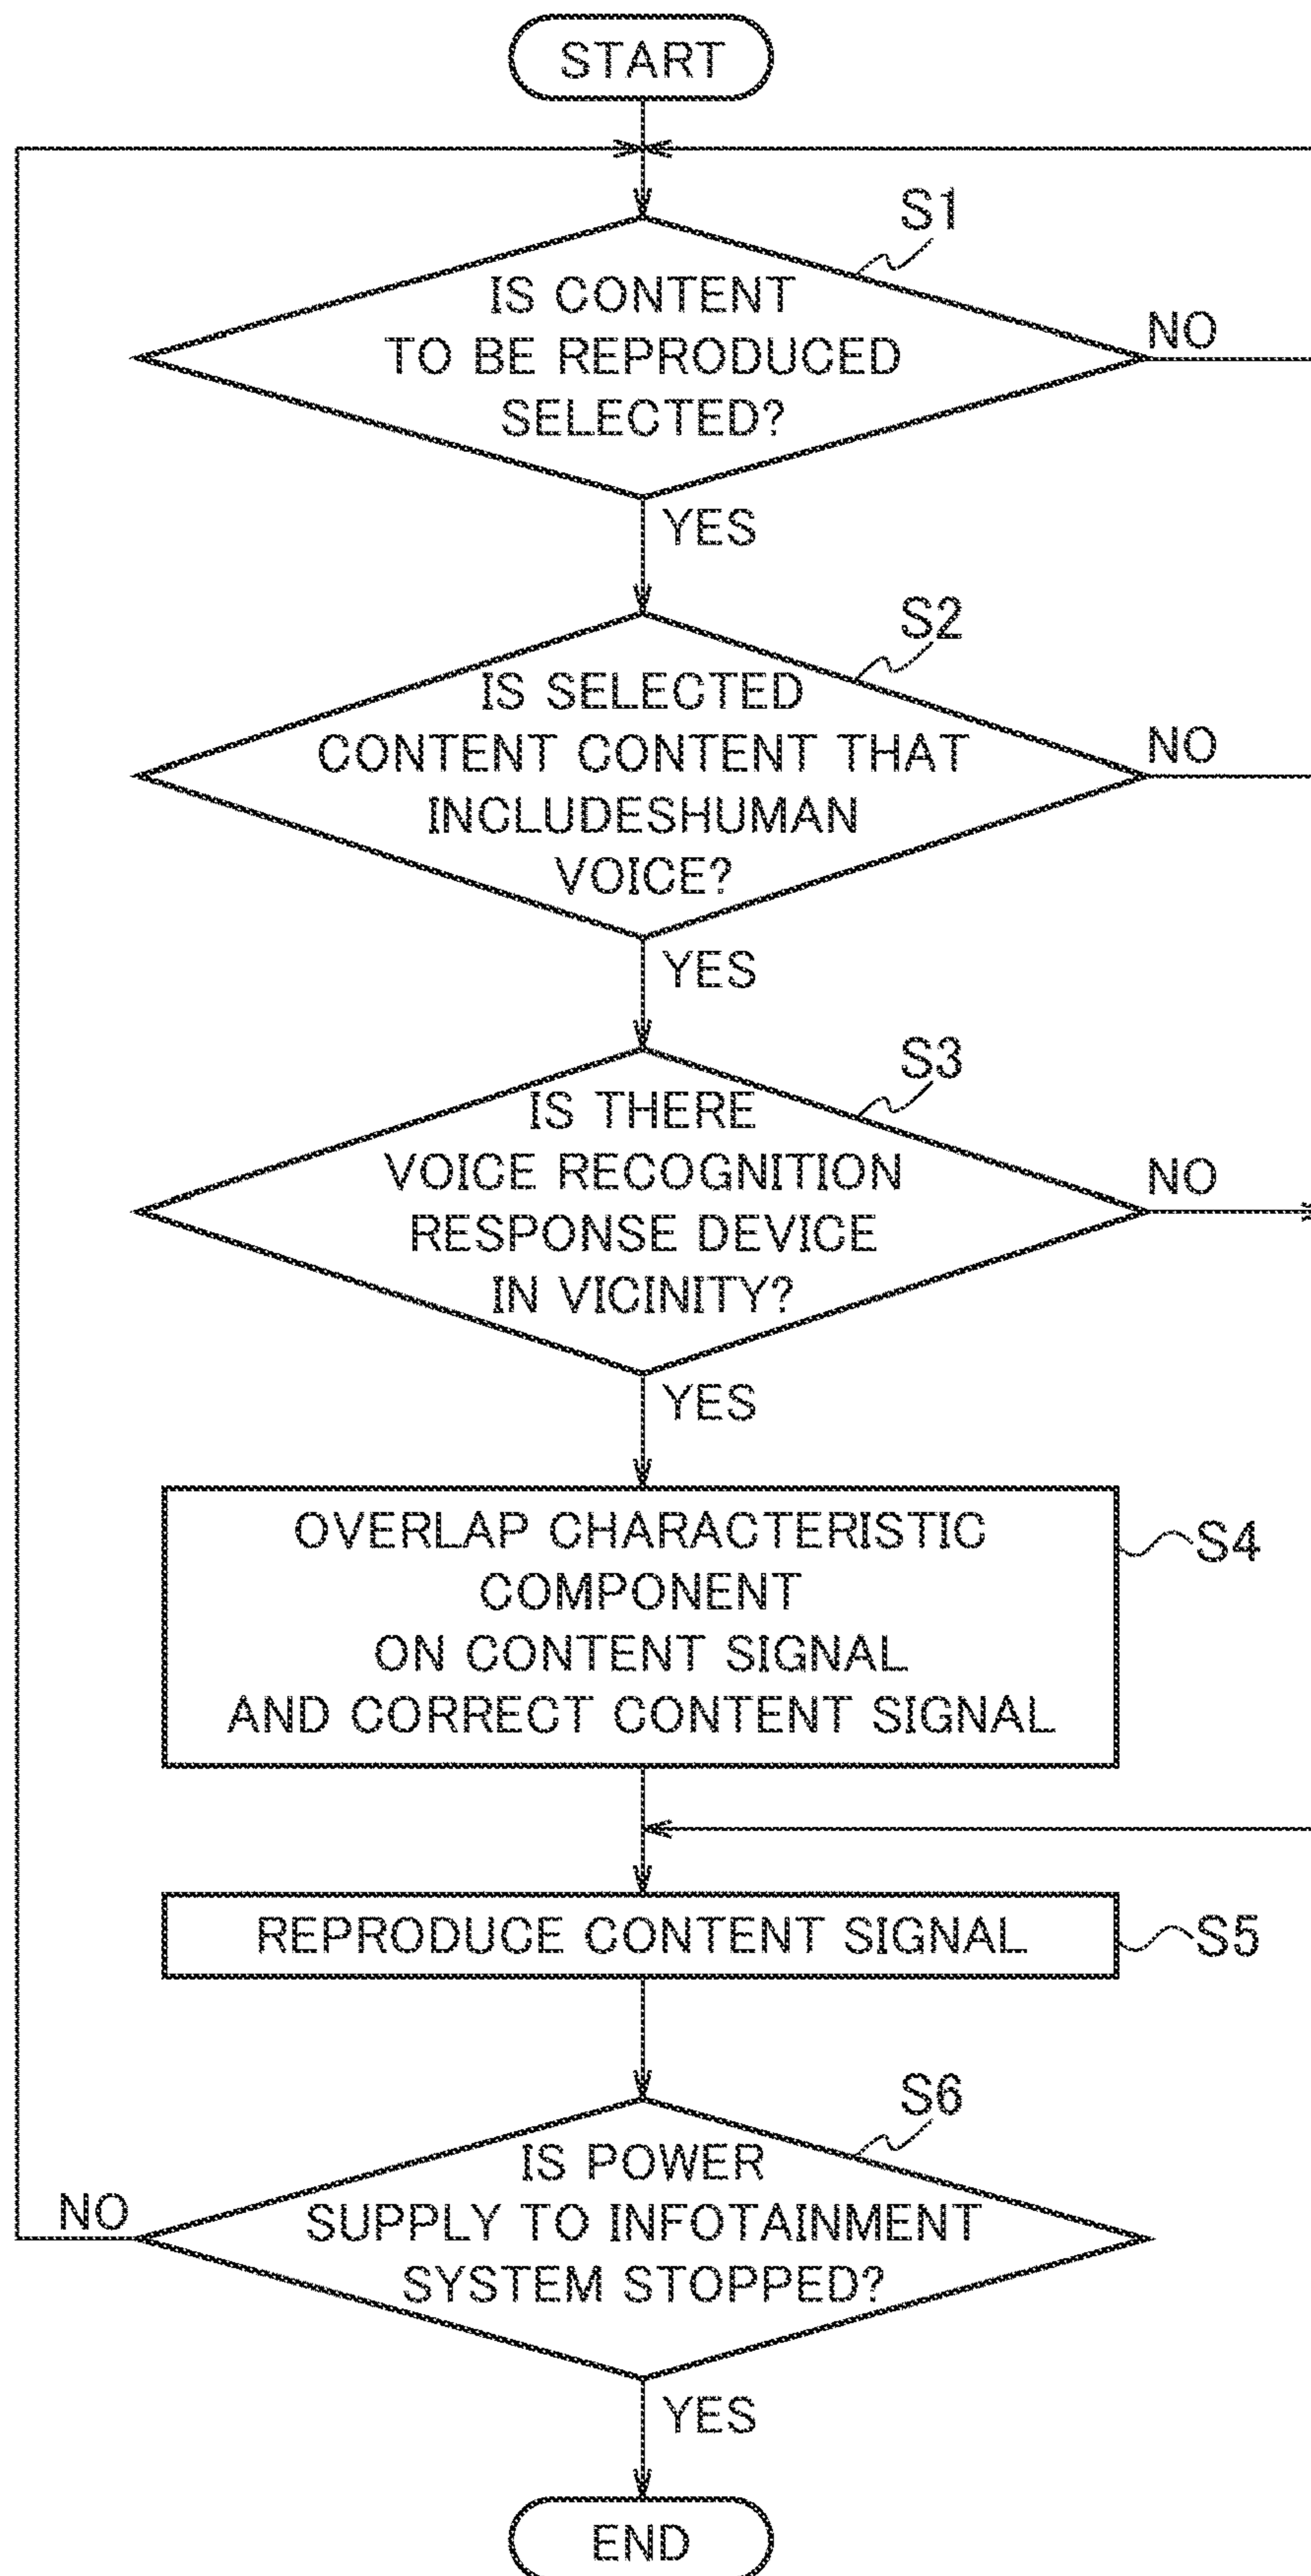 START
S1
IS CONTENT
TO BE REPRODUCED
SELECTED?
NO
YES
S2
IS SELECTED
CONTENT CONTENT THAT
INCLUDESHUMAN
VOICE?
NO
YES
S3
IS THERE
VOICE RECOGNITION
RESPONSE DEVICE
IN VICINITY?
NO
YES
OVERLAP CHARACTERISTIC
COMPONENT
ON CONTENT SIGNAL
AND CORRECT CONTENT SIGNAL
S4
REPRODUCE CONTENT SIGNAL
S5
S6
IS POWER
SUPPLY TO INFOTAINMENT
SYSTEM STOPPED?
NO
YES
END